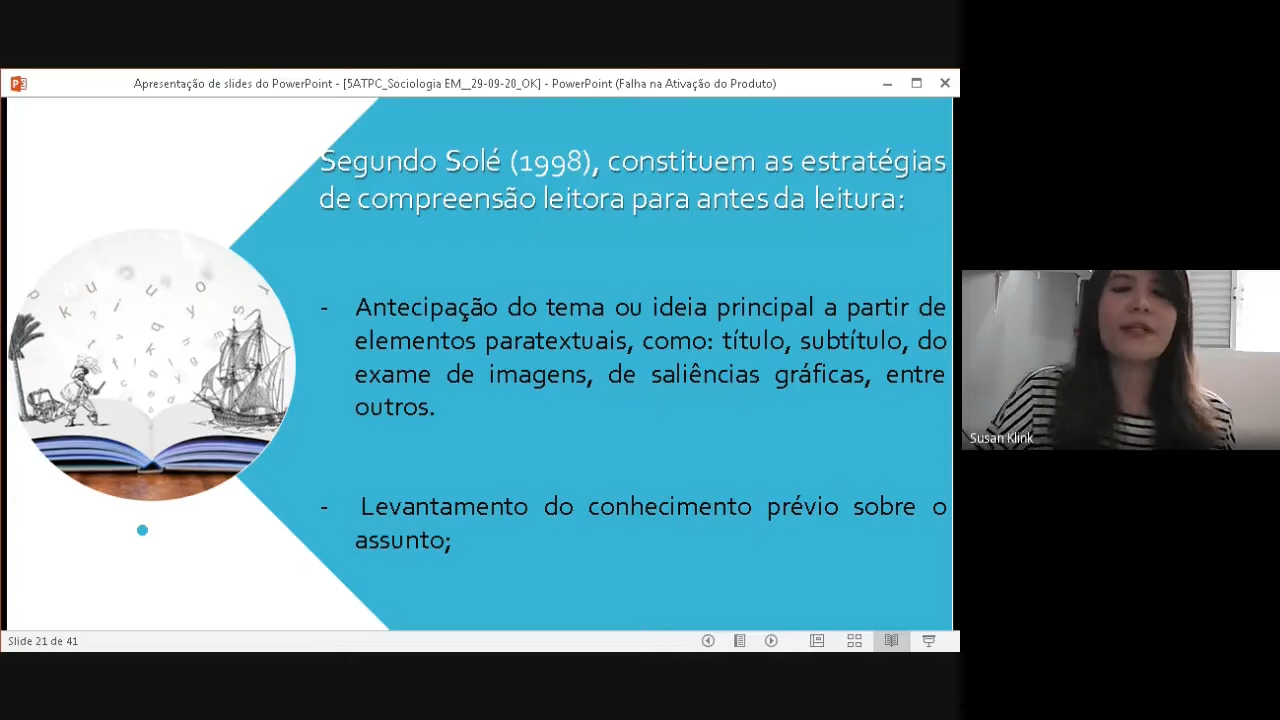 Apresentação de slides do PowerPoint - [5ATPC_Sociologia EM__29-09-20_OK] - PowerPoint (Falha na Ativação do Produto)
Segundo Solé (1998), constituem as estratégias
de compreensão leitora para antes da leitura:
- Antecipação do tema ou ideia principal a partir de
elementos paratextuais, como: título, subtítulo, do
exame de imagens, de saliências gráficas, entre
outros.
- Levantamento do conhecimento prévio sobre o
assunto;
Susan Klink
Slide 21 de 41